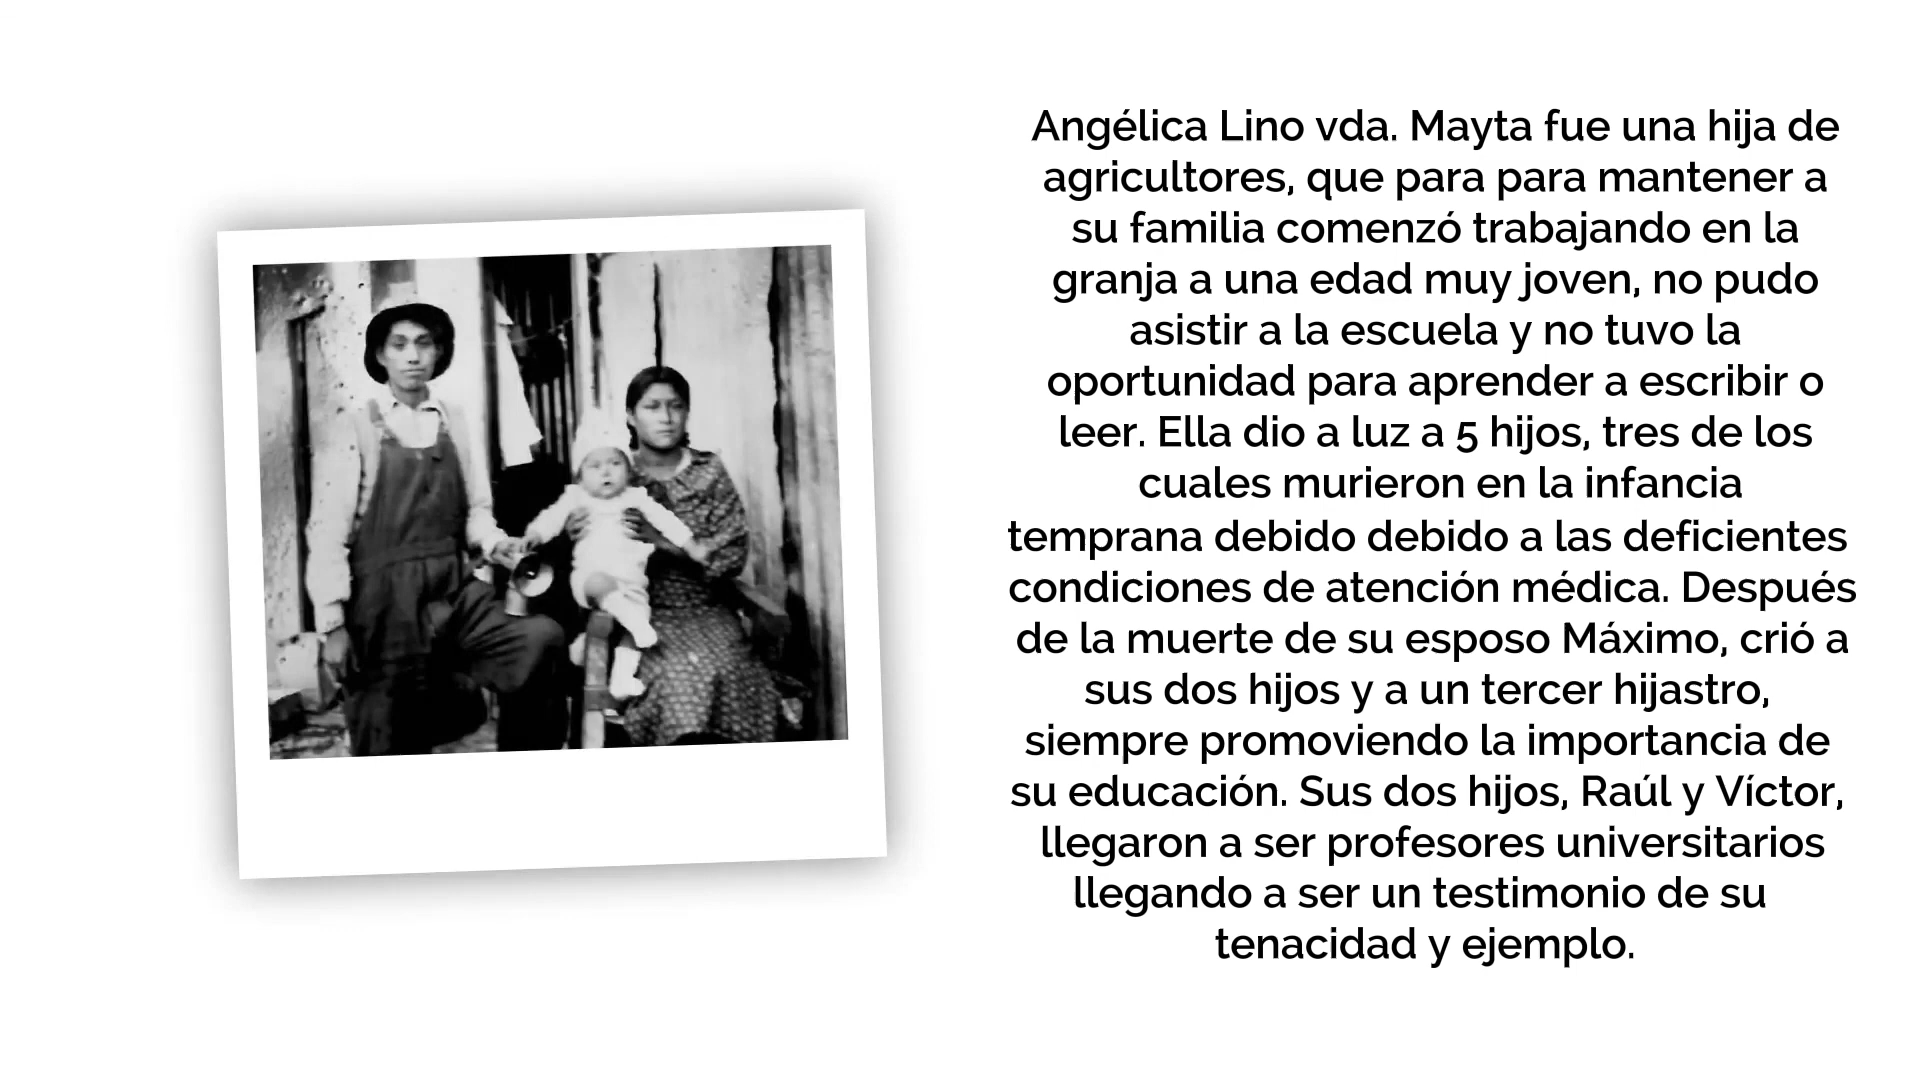 Angélica Lino vda. Mayta fue una hija de
agricultores, que para para mantener a
su familia comenzó trabajando en la
granja a una edad muy joven, no pudo
asistir a la escuela y no tuvo la
oportunidad para aprender a escribir o
leer. Ella dio a luz a 5 hijos, tres de los
cuales murieron en la infancia
temprana debido debido a las deficientes
condiciones de atención médica. Después
de la muerte de su esposo Máximo, crió a
sus dos hijos y a un tercer hijastro,
siempre promoviendo la importancia de
su educación. Sus dos hijos, Raúl y Víctor,
llegaron a ser profesores universitarios
llegando a ser un testimonio de su
tenacidad y ejemplo.